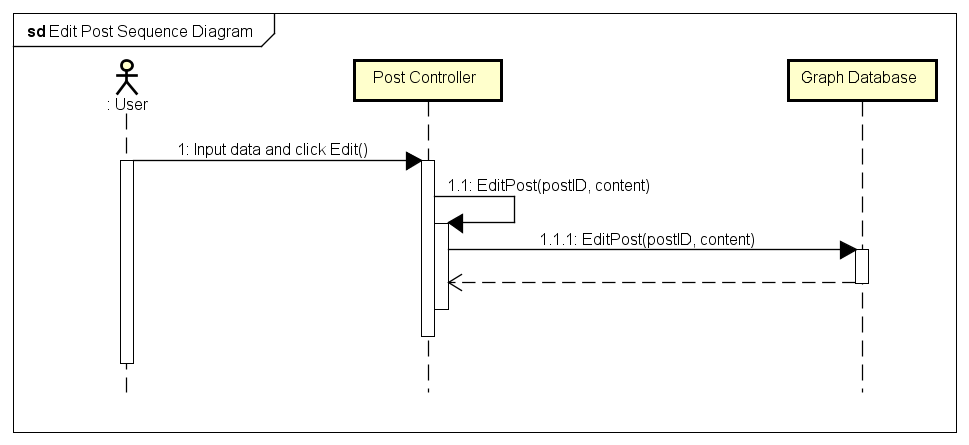 sd Edit Post Sequence Diagram
: User
Post Controller
Graph Database
1: Input data and click Edit()
1.1: EditPost(postID, content)
1.1.1: EditPost(postID, content)